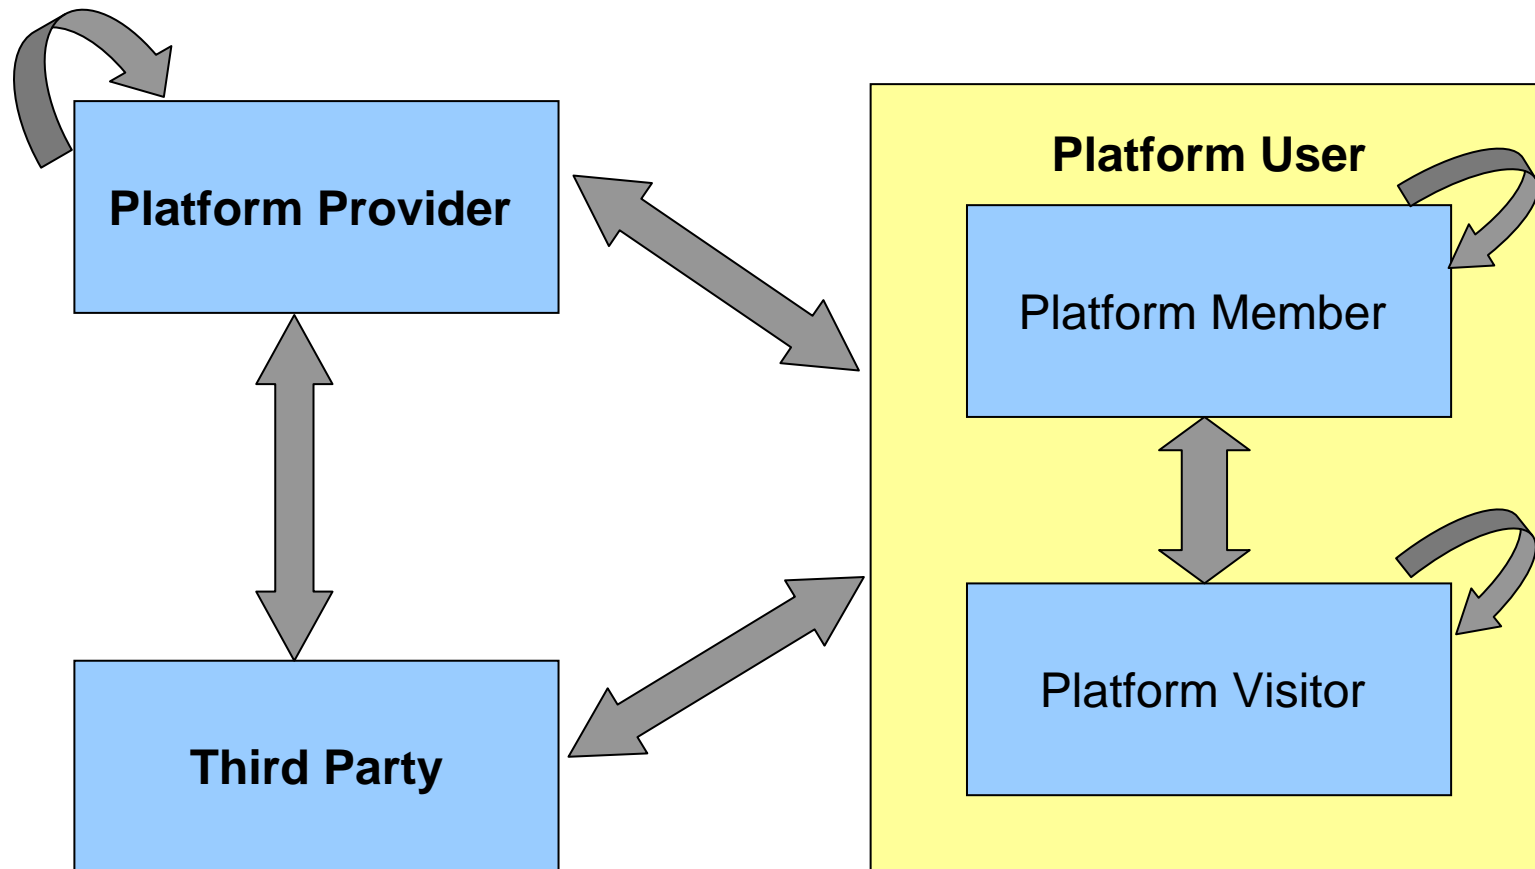 Platform Provider
Platform User
Platform Member
Platform Visitor
Third Party